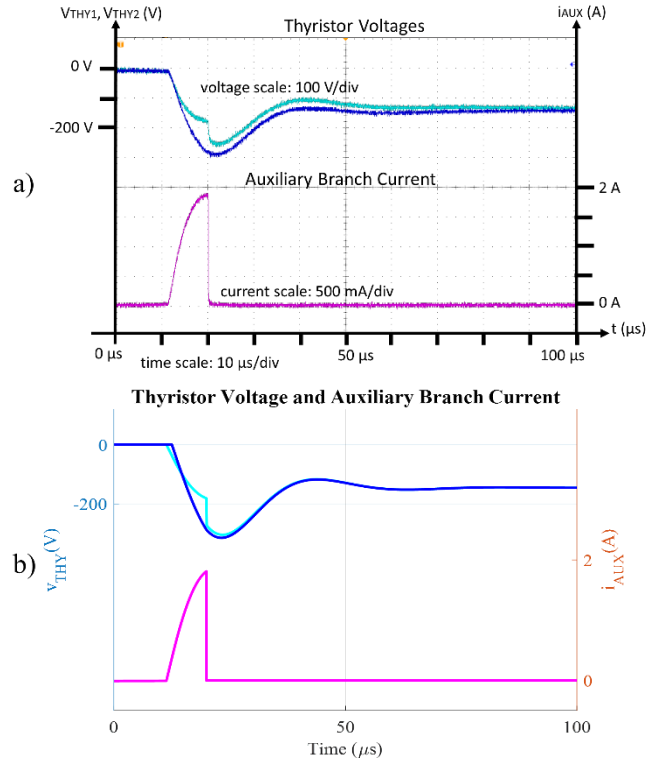 VTHY1, VTHY2 (V)
iAUX(A)
Thyristor Voltages
0 V
voltage scale: 100 V/div
-200 V
a)
Auxiliary Branch Current
2 A
current scale: 500 mA/div
0 A
t (µs)
0 µs
50 µs
100 µs
time scale: 10 µs/div
Thyristor Voltage and Auxiliary Branch Current
0
-200
b)
vTHY(V)
iAUX(A)
2
0
0
50
100
Time (μs)